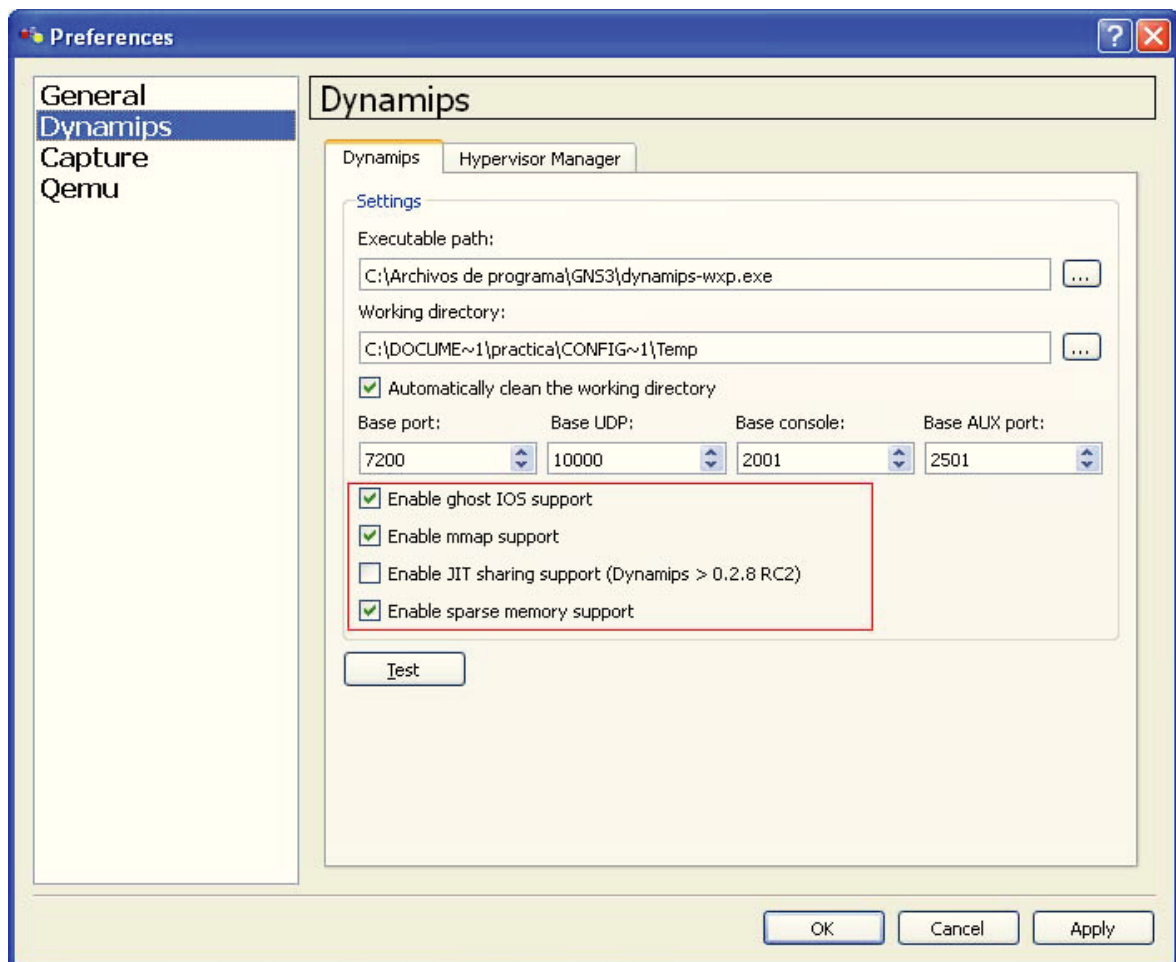 Preferences
General
Dynamips
Capture
Qemu
Dynamips
Dynamips
Hypervisor Manager
Settings
Executable path:
C:\Archivos de programa\GNS3\dynamips-wxp.exe
...
Working directory:
C:\DOCUME~1\practica\CONFIG~1\Temp
...
Automatically clean the working directory
Base port:
Base UDP:
Base console:
Base AUX port:
7200
10000
2001
2501
Enable ghost IOS support
Enable mmap support
Enable JIT sharing support (Dynamips > 0.2.8 RC2)
Enable sparse memory support
Test
OK
Cancel
Apply